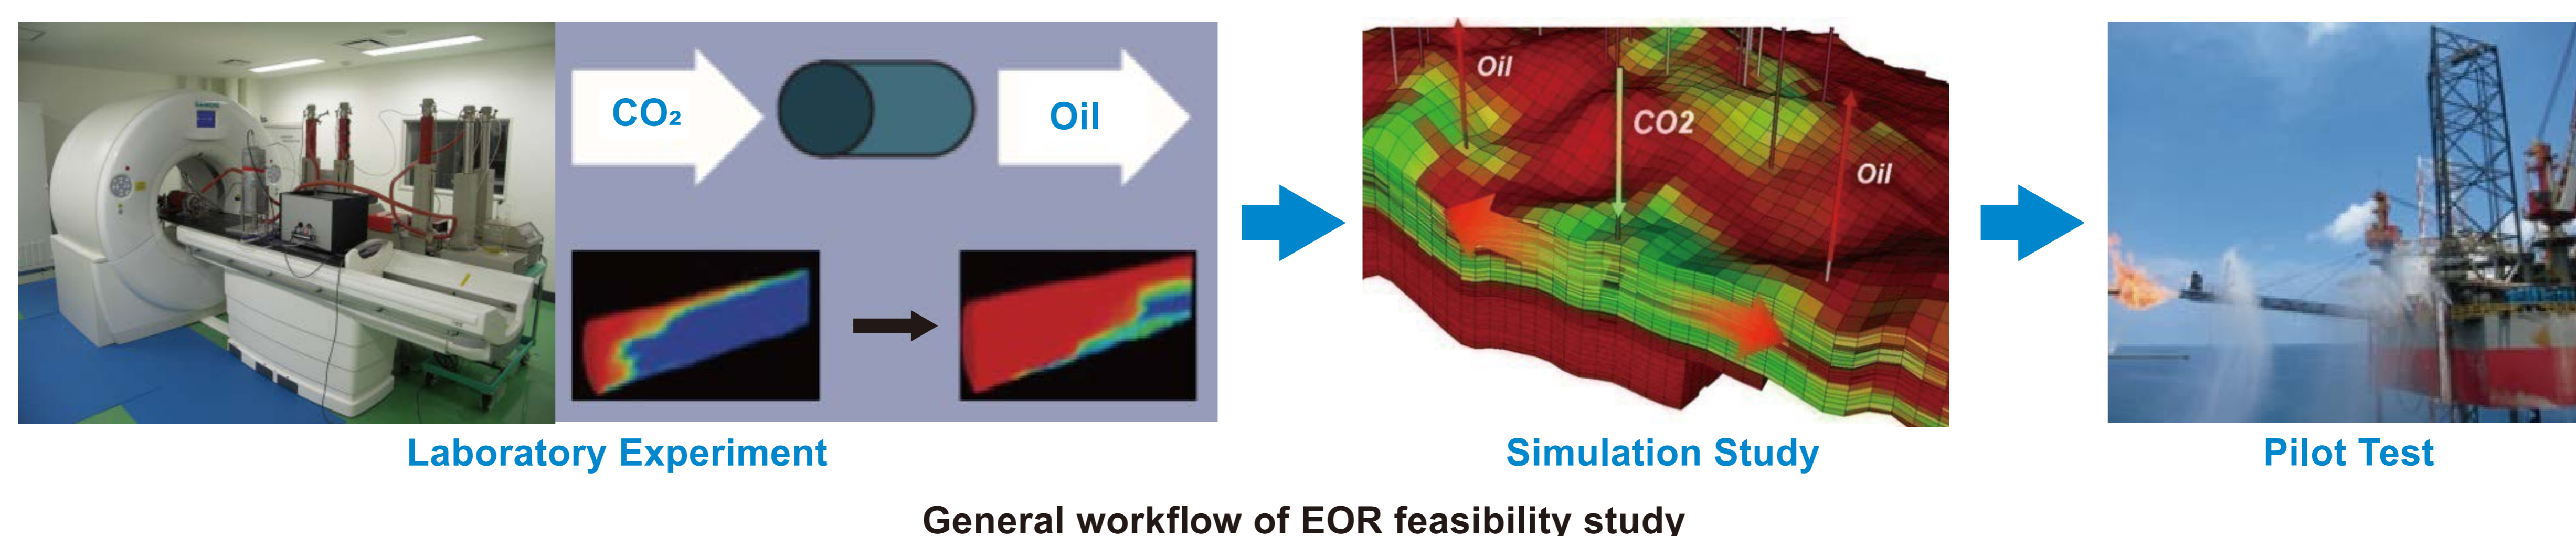 CO₂
Oil
Oil
CO2
Oil
Laboratory Experiment
Simulation Study
Pilot Test
General workflow of EOR feasibility study